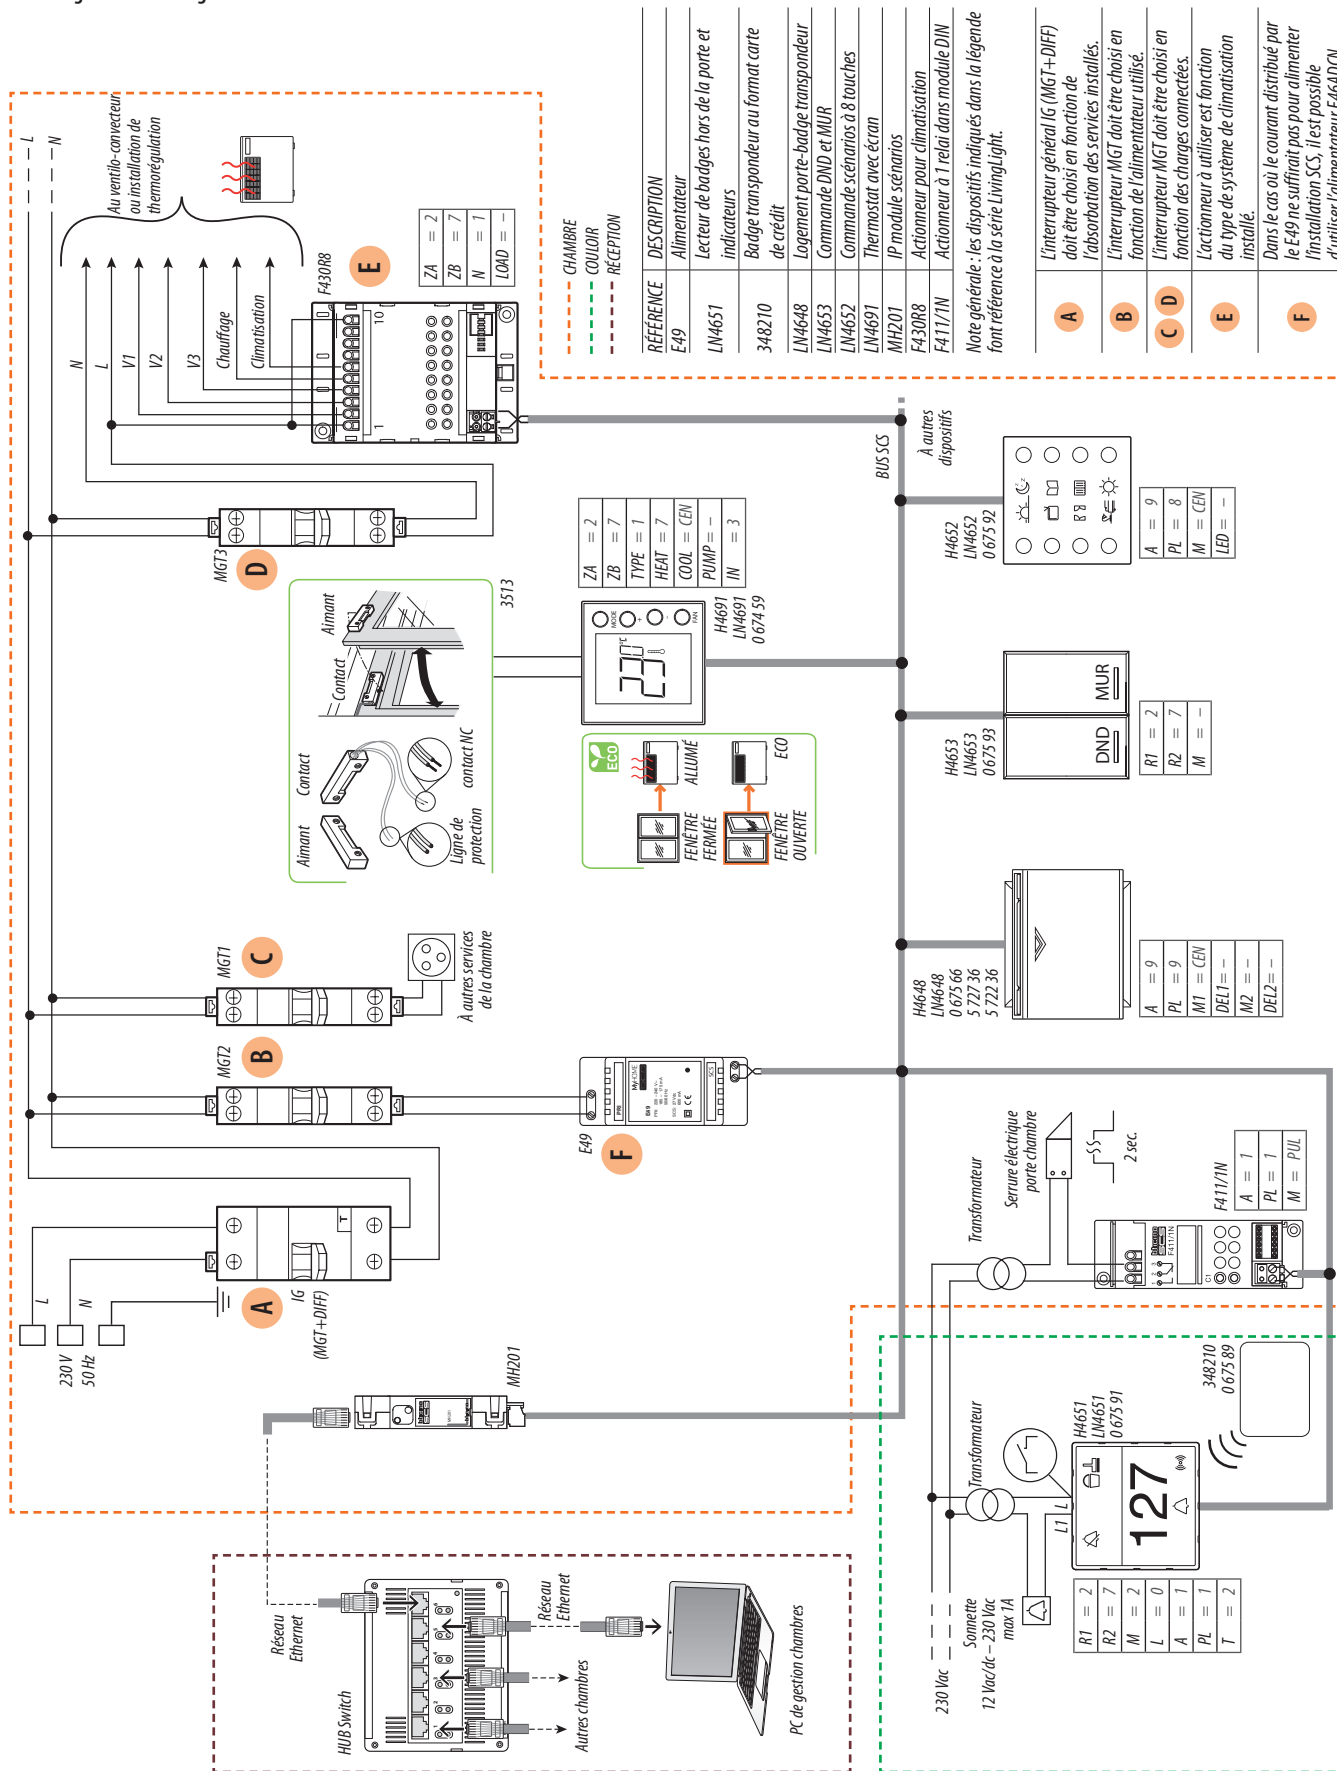 L
N
230 V
50 Hz
L
N
A
IG
(MGT+DIFF)
T
MGT2
B
MGT1
C
À autres services
de la chambre
MGT3
D
Au ventilo-convecteur
ou installation de
thermorégulation
N
L
V1
V2
V3
Chauffage
Climatisation
F430R8
E
1
10
ZA = 2
ZB = 7
N = 1
LOAD = –
Aimant
Contact
Ligne de
protection
contact NC
Contact
Aimant
3513
ECO
FENÊTRE
FERMÉE
ALLUMÉ
FENÊTRE
OUVERTE
ECO
MODE
+
-
FAN
23.0°C
H4691
LN4691
0 674 59
ZA = 2
ZB = 7
TYPE = 1
HEAT = 7
COOL = CEN
PUMP = –
IN = 3
E49
F
PRI
MyHOME
SCS
BUS SCS
À autres
dispositifs
H648
LN4648
0 675 66
5 727 36
5 722 36
A = 9
PL = 9
M1 = CEN
DEL1= –
M2 = –
DEL2= –
H4653
LN4653
0 675 93
DND
MUR
R1 = 2
R2 = 7
M = –
H4652
LN4652
0 675 92
A = 9
PL = 8
M = CEN
LED = –
MH201
Réseau
Ethernet
HUB Switch
Réseau
Ethernet
Autres chambres
PC de gestion chambres
Transformateur
Serrure électrique
porte chambre
2 sec.
F411/1N
A = 1
PL = 1
M = PUL
230 Vac
Transformateur
Sonnette
12 Vac/dc – 230 Vac
max 1A
L1
L
127
H4651
LN4651
0 675 91
348210
0 675 89
R1 = 2
R2 = 7
M = 2
L = 0
A = 1
PL = 1
T = 2
CHAMBRE
COULOIR
RÉCEPTION
RÉFÉRENCE DESCRIPTION
E49 Alimentateur
LN4651 Lecteur de badges hors de la porte et
indicateurs
348210 Badge transpondeur au format carte
de crédit
LN4648 Logement porte-badge transpondeur
LN4653 Commande DND et MUR
LN4652 Commande scénarios à 8 touches
LN4691 Thermostat avec écran
MH201 IP module scénarios
F430R8 Actionneur pour climatisation
F411/1N Actionneur à 1 relai dans module DIN
Note générale : les dispositifs indiqués dans la légende
font référence à la série LivingLight.
A L'interrupteur général IG (MGT+DIFF)
doit être choisi en fonction de
l'absorbation des services installés.
B L'interrupteur MGT doit être choisi en
fonction de l'alimentateur utilisé.
C D L'interrupteur MGT doit être choisi en
fonction des charges connectées.
E L'actionneur à utiliser est fonction
du type de système de climatisation
installé.
F Dans le cas où le courant distribué par
le E49 ne suffirait pas pour alimenter
l'installation SCS, il est possible
d'utiliser l'alimentateur E46ADCN